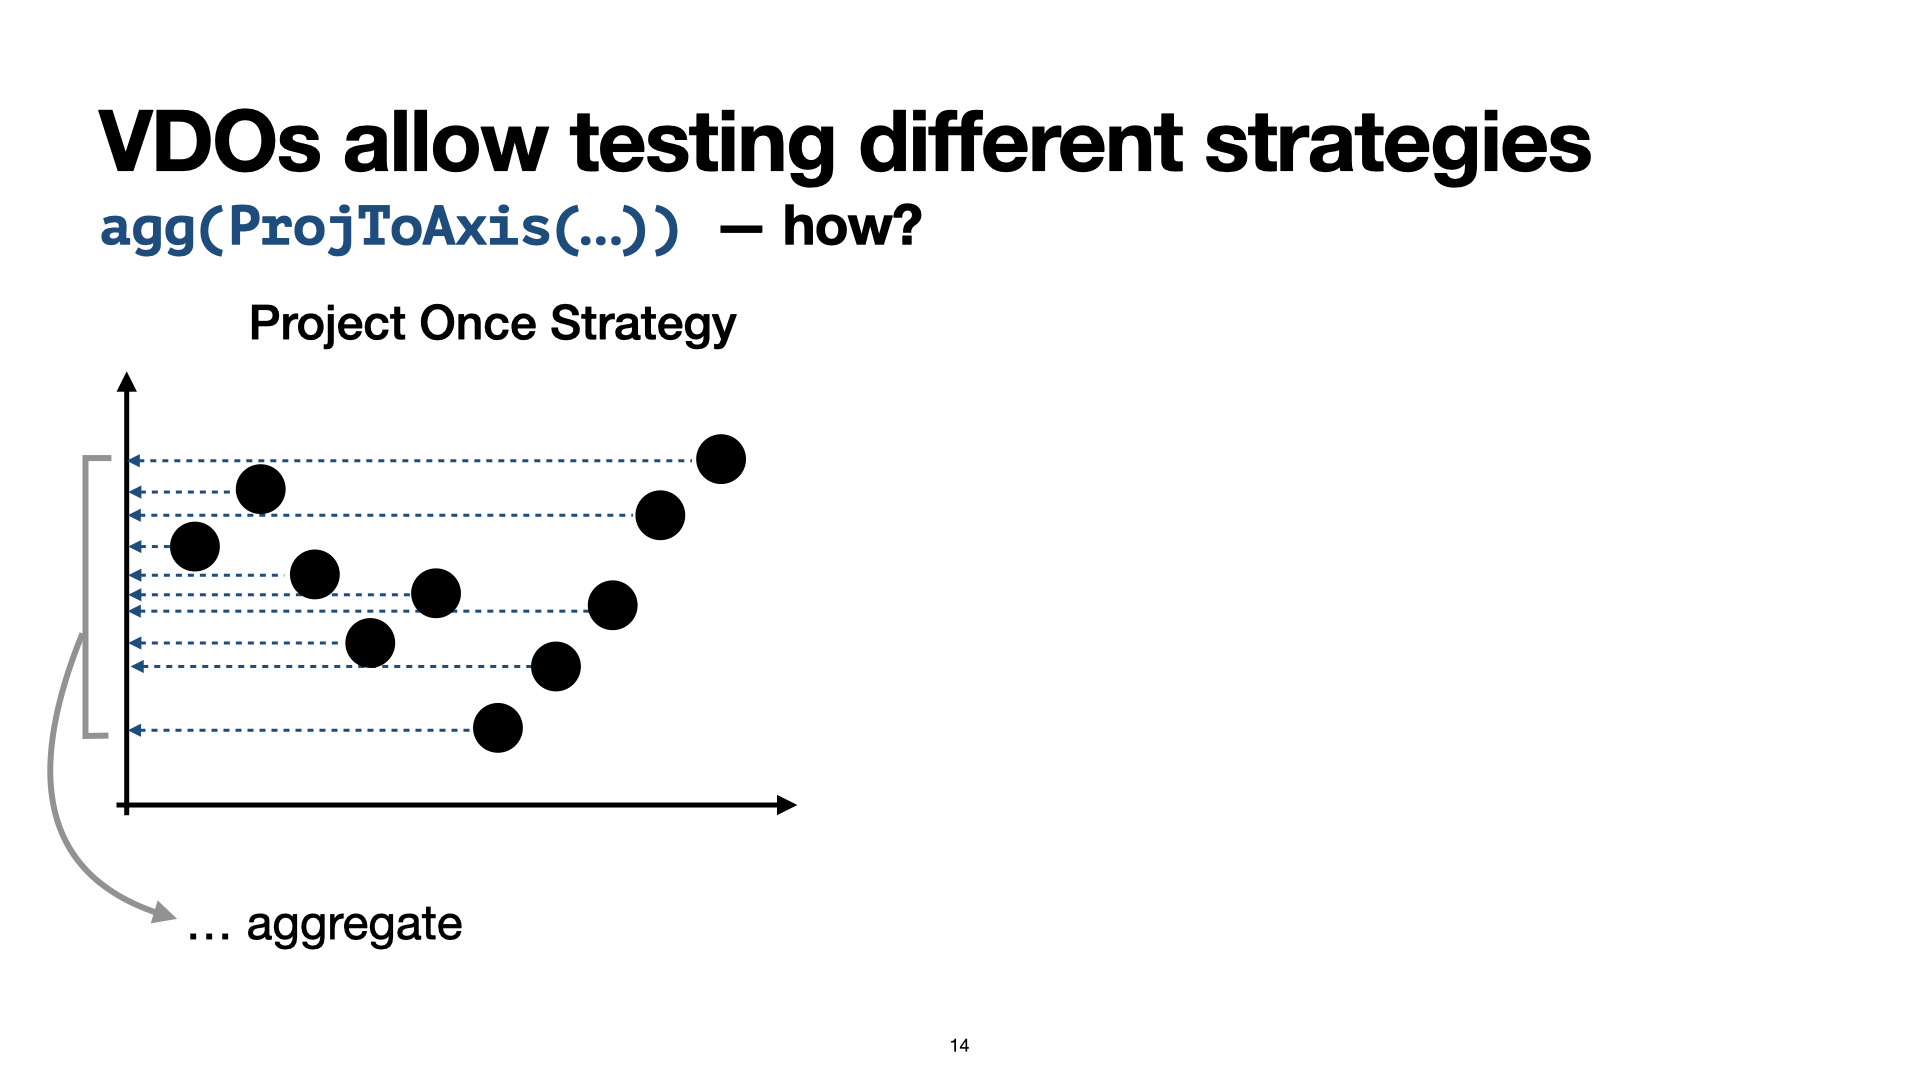 VDOs allow testing different strategies
agg(ProjToAxis(…)) — how?
Project Once Strategy
… aggregate
14